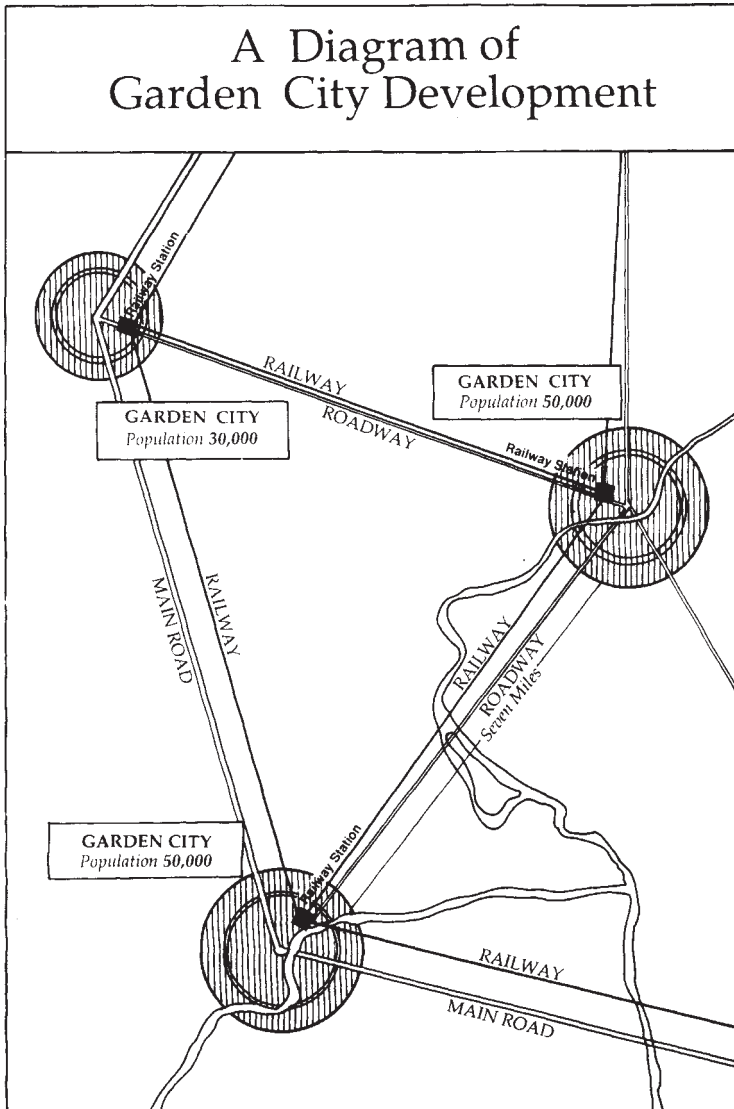 A Diagram of
Garden City Development
Railway Station
RAILWAY
ROADWAY
GARDEN CITY
Population 50,000
GARDEN CITY
Population 30,000
Railway Station
MAIN ROAD
RAILWAY
RAILWAY
ROADWAY
Seven Miles
GARDEN CITY
Population 50,000
Railway Station
RAILWAY
MAIN ROAD